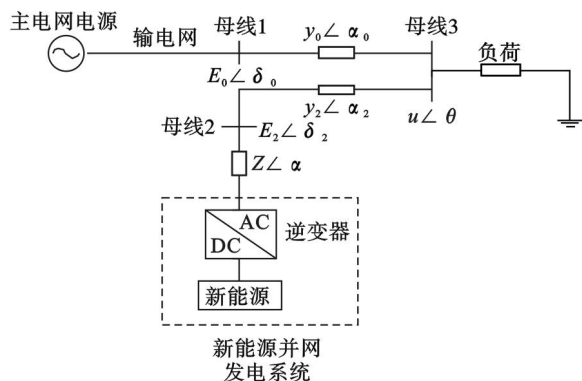 主电网电源
输电网
母线1
y₀∠α₀
母线3
负荷
E₀∠δ₀
y₂∠α₂
u∠θ
母线2
E₂∠δ₂
Z∠α
AC
DC
逆变器
新能源
新能源并网
发电系统